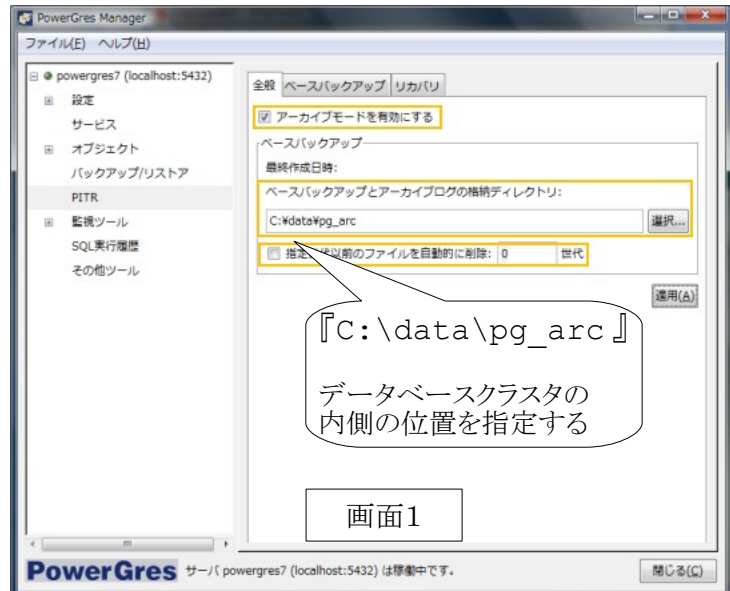 PowerGres Manager
ファイル(E) ヘルプ(H)
powergres7 (localhost:5432)
設定
サービス
オブジェクト
バックアップ/リストア
PITR
監視ツール
SQL実行履歴
その他ツール
全般 ベースバックアップ リカバリ
アーカイブモードを有効にする
ベースバックアップ
最終作成日時:
ベースバックアップとアーカイブログの格納ディレクトリ:
C:¥data¥pg_arc 選択...
指定 以前のファイルを自動的に削除: 0 世代
適用(A)
『C:\data\pg_arc』
データベースクラスタの
内側の位置を指定する
画面1
PowerGres サーバ powergres7 (localhost:5432) は稼働中です。 閉じる(C)